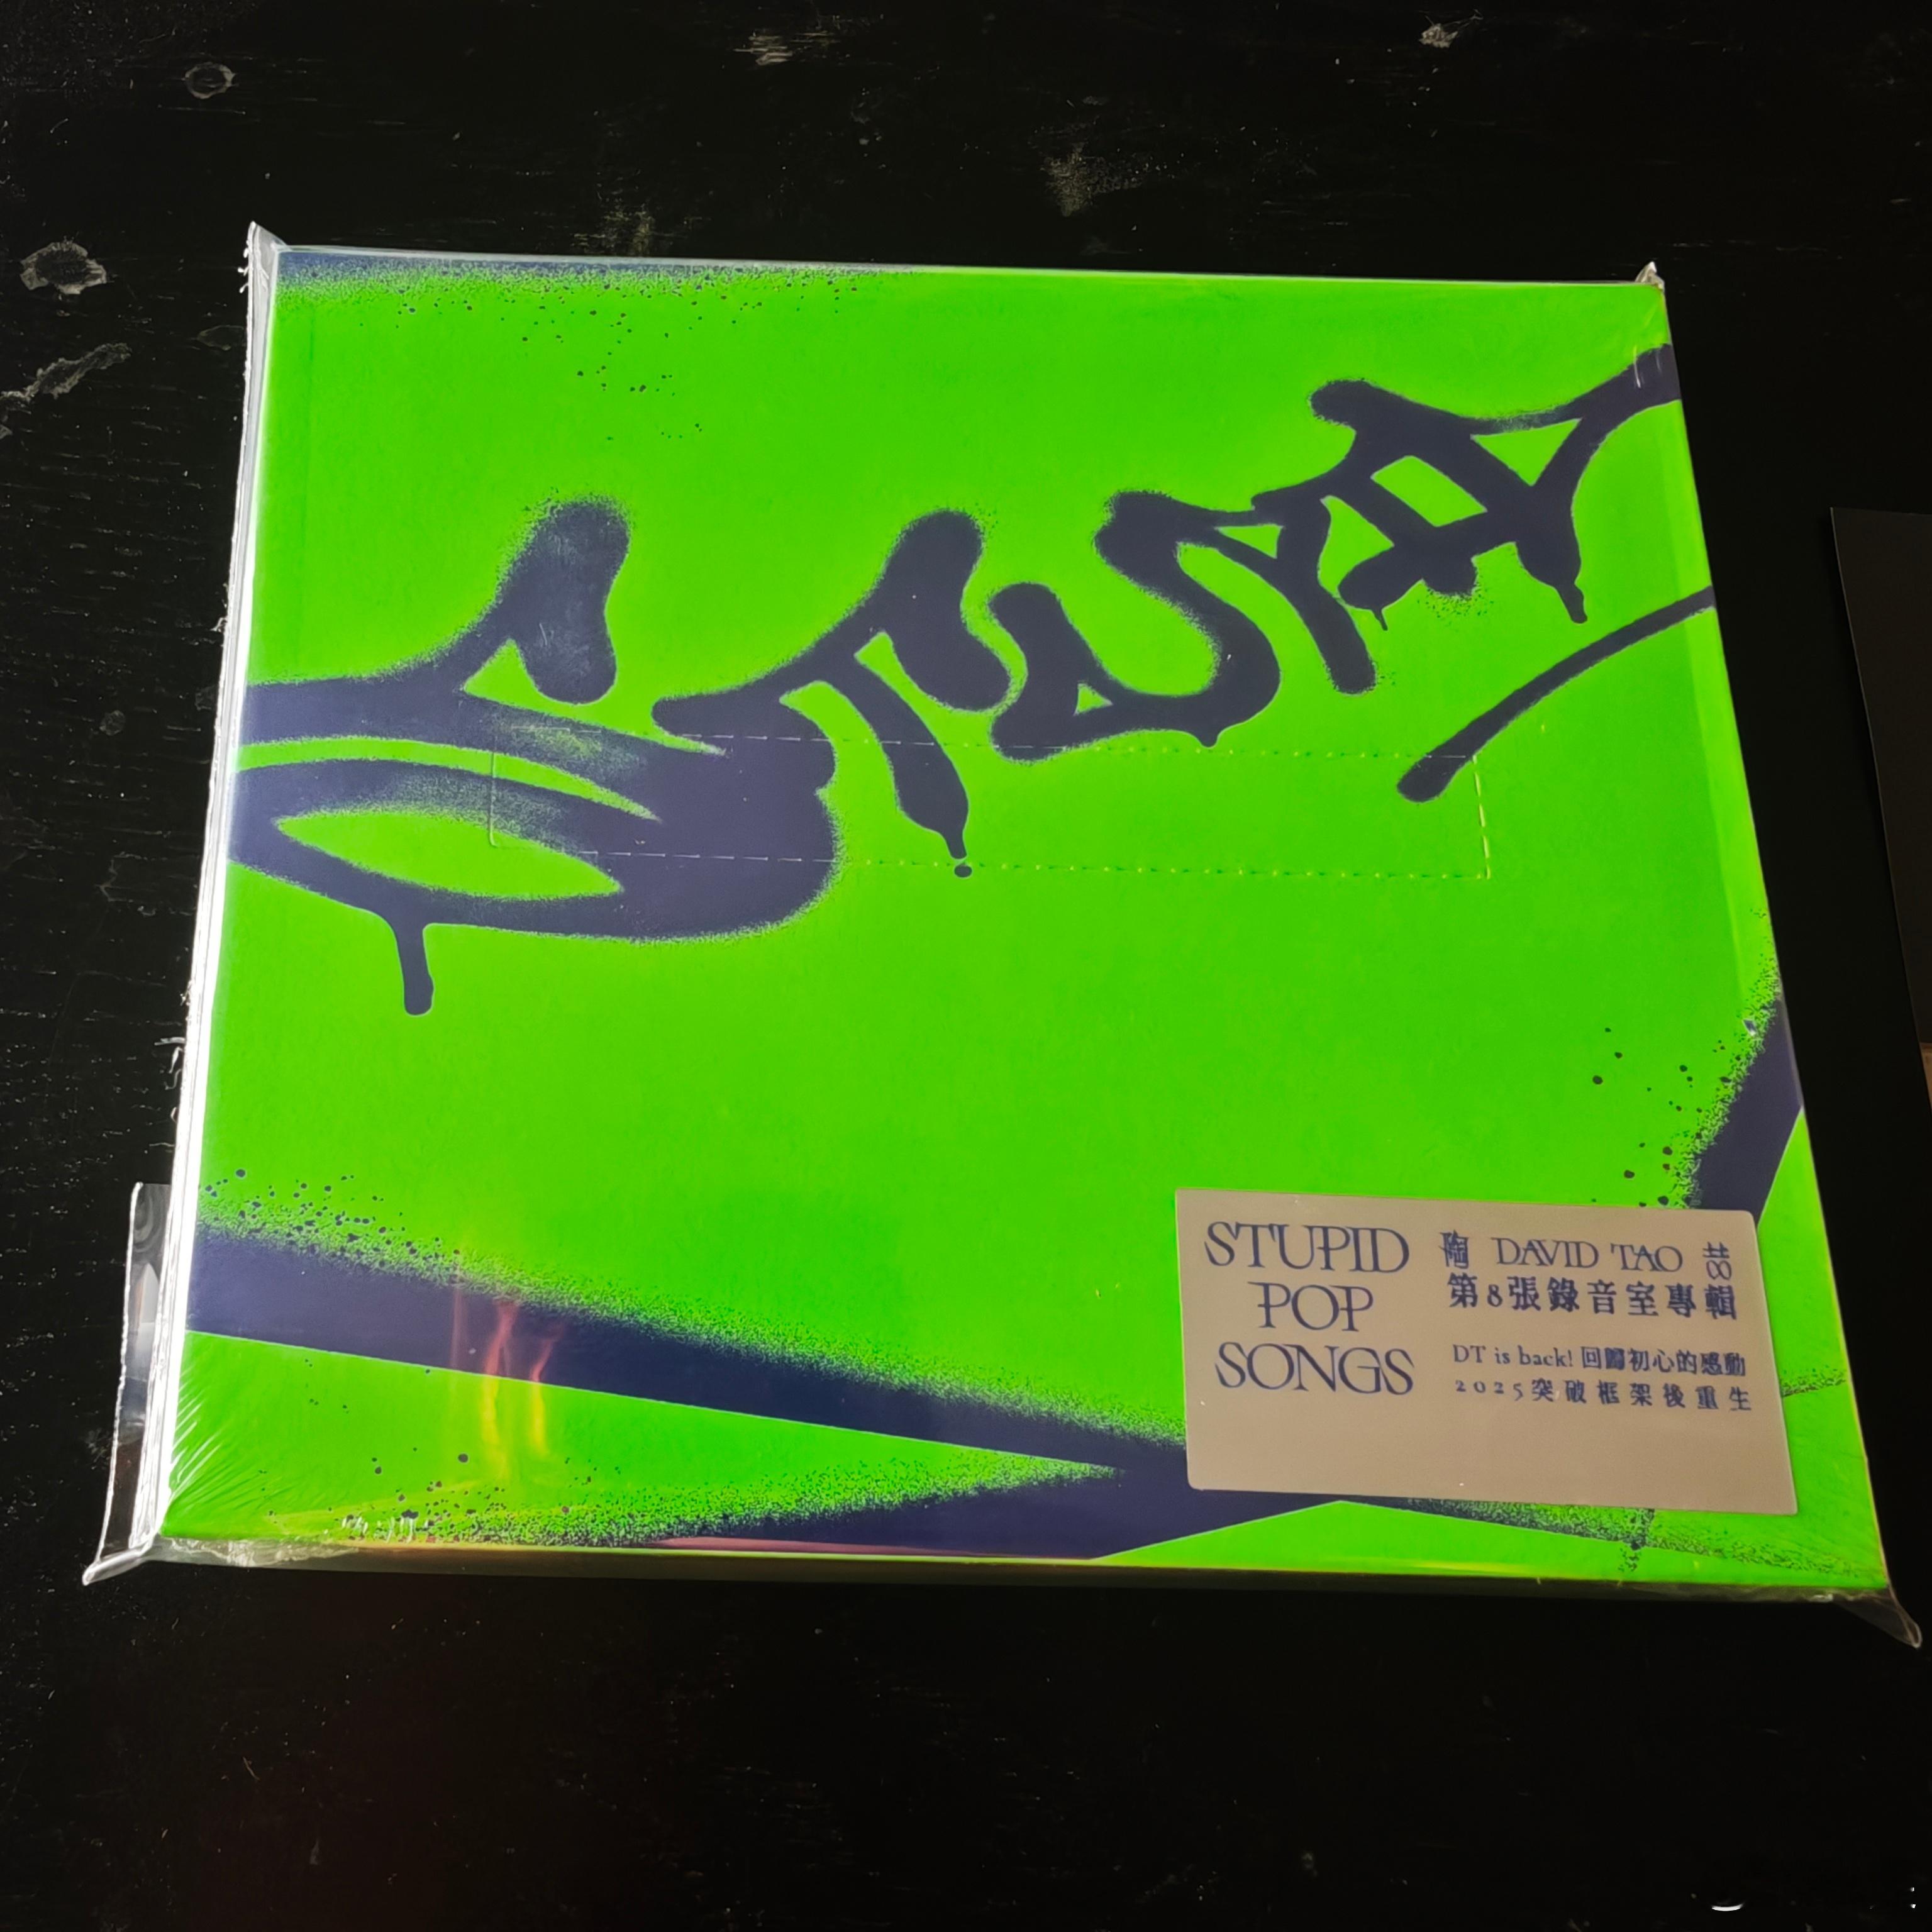 STUPID
POP
SONGS
陶 DAVID TAO 喆
第8張錄音室專輯
DT is back! 回歸初心的感動
2025突破框架後重生